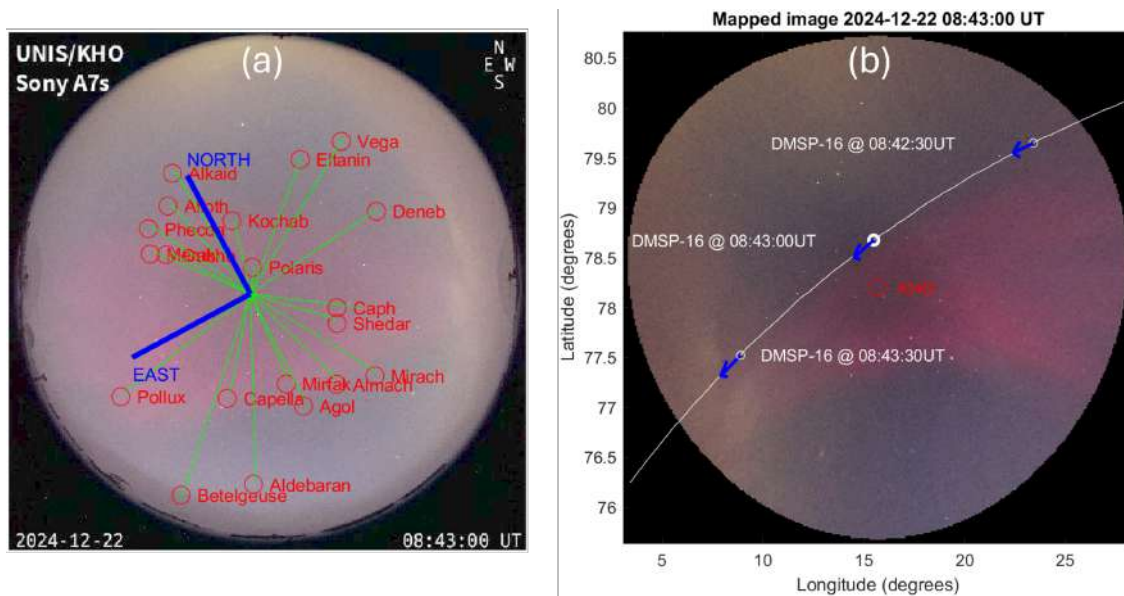 UNIS/KHO
Sony A7s
(a)
N
E W
S
Vega
NORTH
Eltanin
Alkaid
Alioth
Kochab
Deneb
Phecda
Merak
Polaris
Caph
Shedar
EAST
Mirach
Mirfak
Almach
Pollux
Capella
Agol
Aldebaran
Betelgeuse
2024-12-22
08:43:00 UT
Mapped image 2024-12-22 08:43:00 UT
(b)
80.5
80
79.5
79
78.5
78
77.5
77
76.5
76
Latitude (degrees)
DMSP-16 @ 08:42:30UT
DMSP-16 @ 08:43:00UT
KHO
DMSP-16 @ 08:43:30UT
5
10
15
20
25
Longitude (degrees)